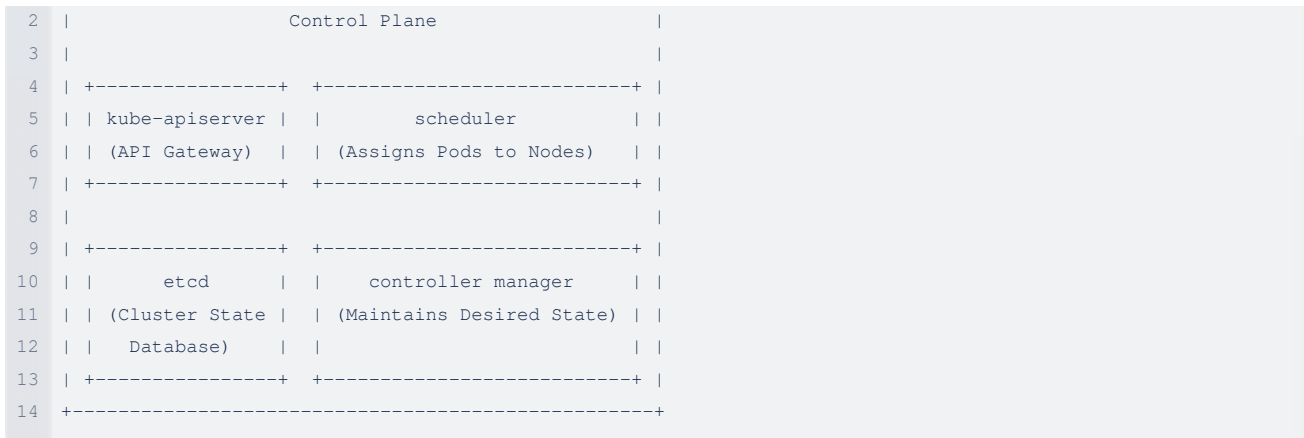 2 |                Control Plane                     |
3 |                                                  |
4 | +----------------+  +--------------------------+ |
5 | | kube-apiserver |  |        scheduler         | |
6 | | (API Gateway)  |  | (Assigns Pods to Nodes)  | |
7 | +----------------+  +--------------------------+ |
8 |                                                  |
9 | +----------------+  +--------------------------+ |
10 | |      etcd      |  |    controller manager    | |
11 | | (Cluster State |  | (Maintains Desired State) | |
12 | |   Database)    |  |                          | |
13 | +----------------+  +--------------------------+ |
14 +--------------------------------------------------+